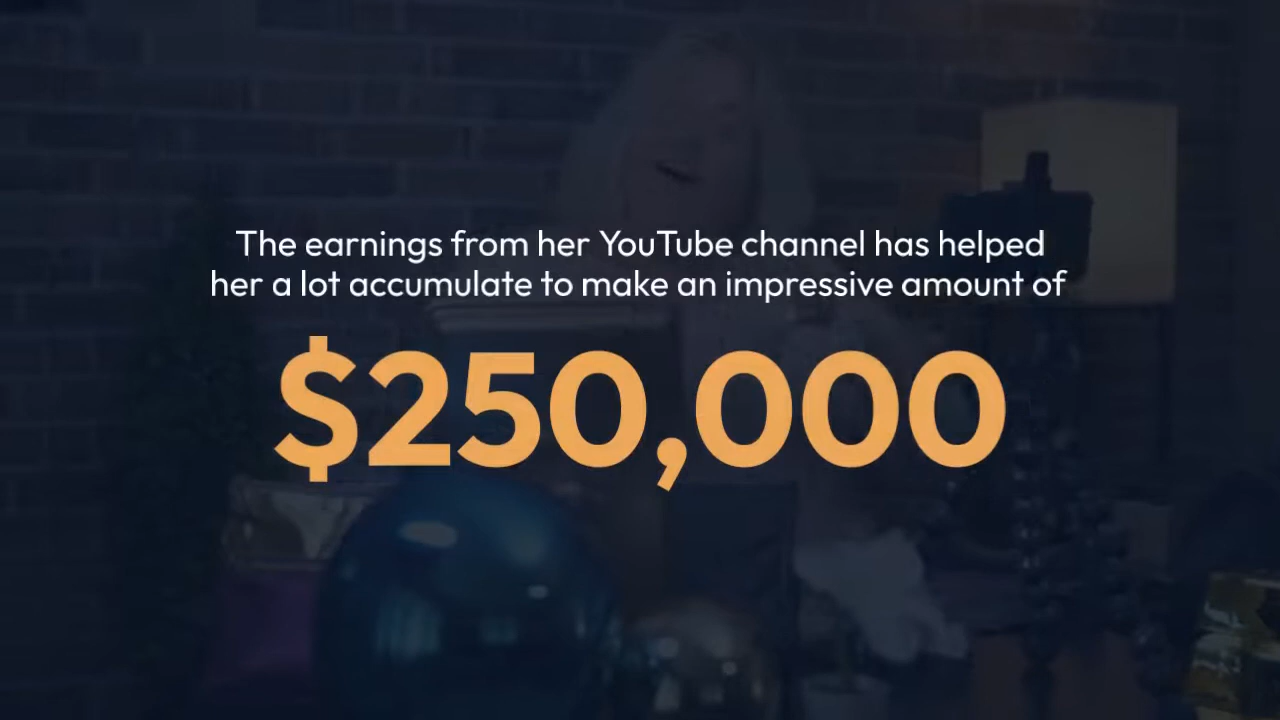 The earnings from her YouTube channel has helped
her a lot accumulate to make an impressive amount of
$250,000